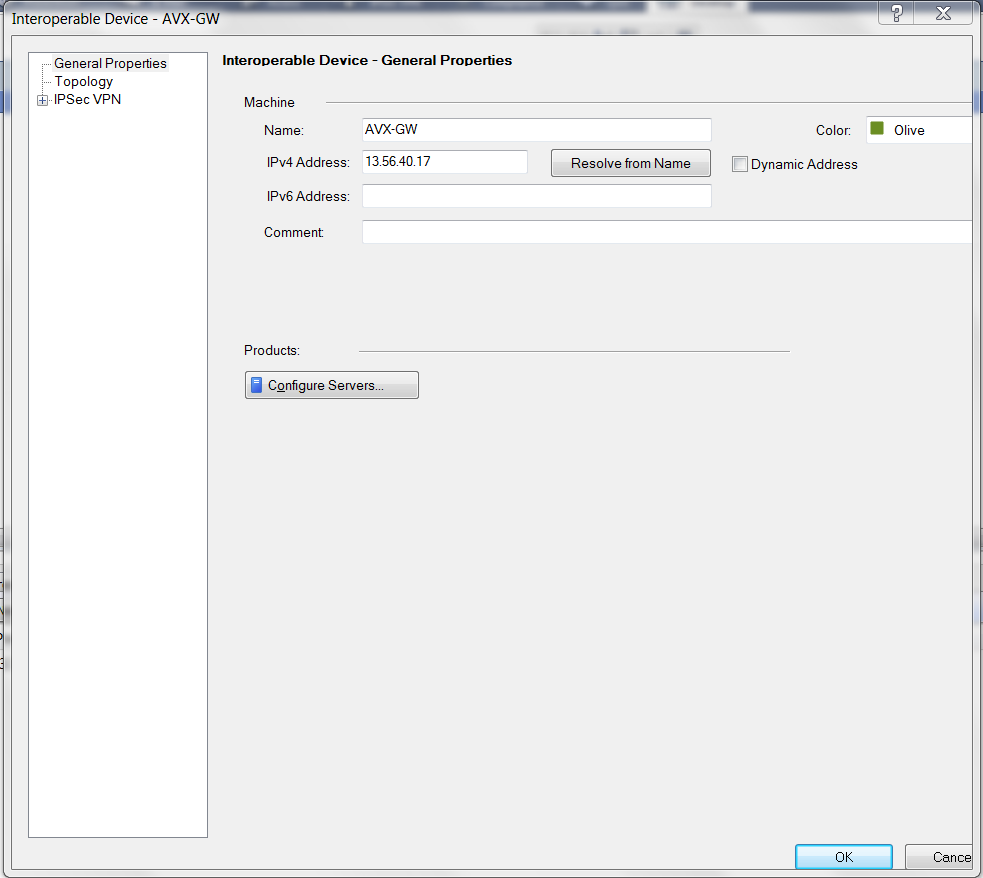 Interoperable Device - AVX-GW
General Properties
Topology
IPSec VPN
Interoperable Device - General Properties
Machine
Name: AVX-GW Color: Olive
IPv4 Address: 13.56.40.17 Resolve from Name Dynamic Address
IPv6 Address:
Comment:
Products:
Configure Servers...
OK Cance